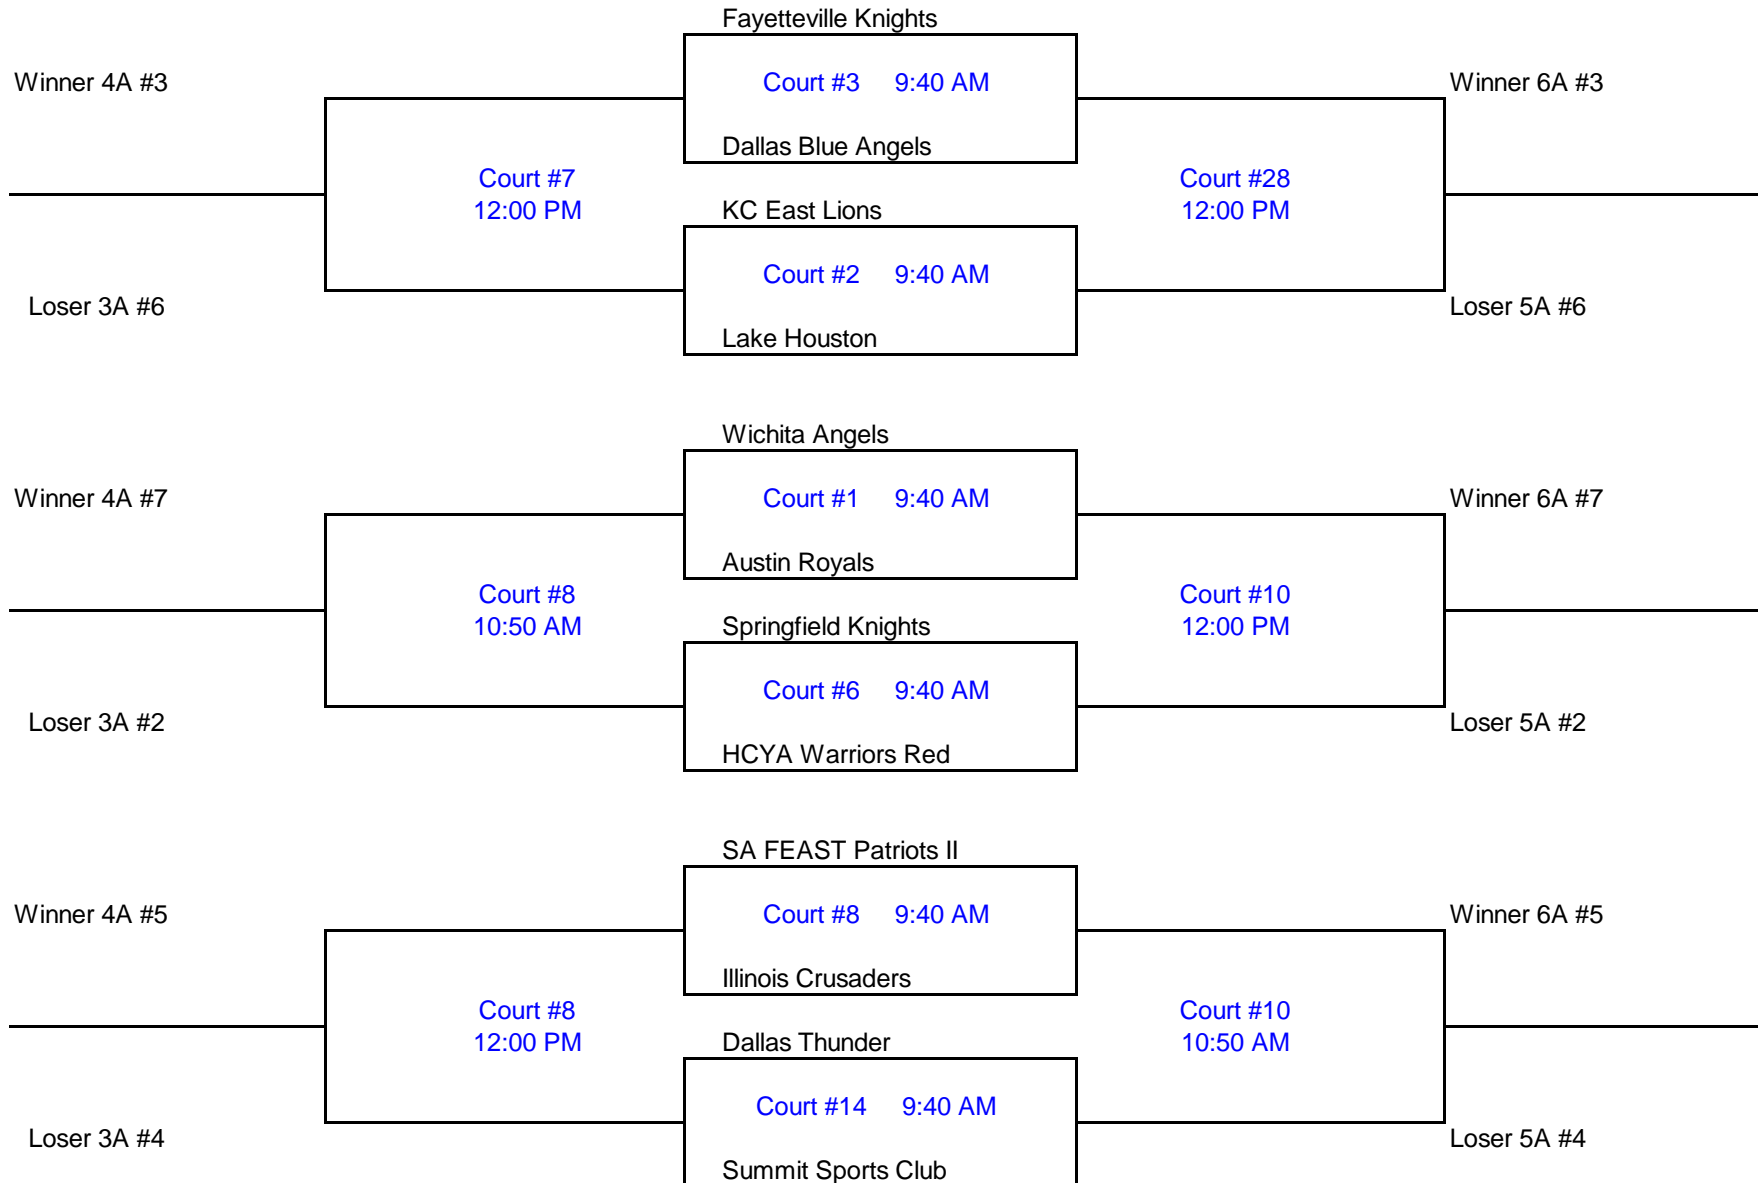 Fayetteville Knights
Winner 4A #3
Court #3 9:40 AM
Winner 6A #3
Dallas Blue Angels
Court #7
12:00 PM
Court #28
12:00 PM
KC East Lions
Court #2 9:40 AM
Loser 3A #6
Loser 5A #6
Lake Houston
Wichita Angels
Winner 4A #7
Court #1 9:40 AM
Winner 6A #7
Austin Royals
Court #8
10:50 AM
Court #10
12:00 PM
Springfield Knights
Court #6 9:40 AM
Loser 3A #2
Loser 5A #2
HCYA Warriors Red
SA FEAST Patriots II
Winner 4A #5
Court #8 9:40 AM
Winner 6A #5
Illinois Crusaders
Court #8
12:00 PM
Court #10
10:50 AM
Dallas Thunder
Court #14 9:40 AM
Loser 3A #4
Loser 5A #4
Summit Sports Club